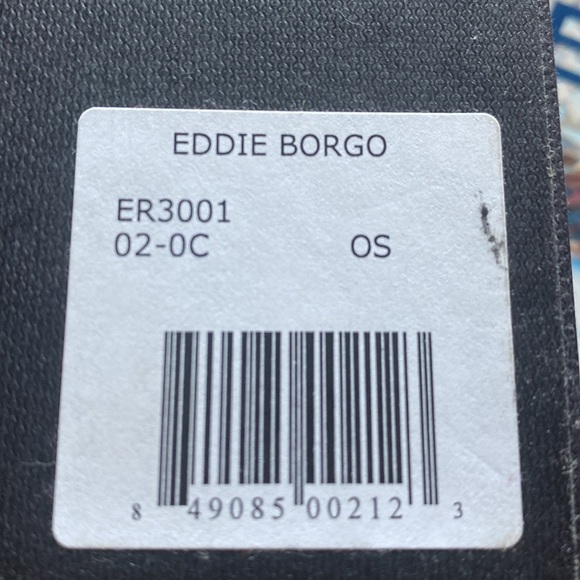 EDDIE BORGO
ER3001
02-0C OS
8 49085 00212 3